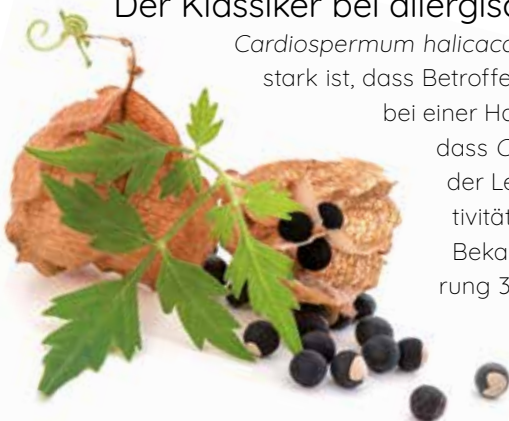 Der Klassiker bei allergisc
Cardiospermum halicacc
stark ist, dass Betroffe
bei einer Ha
dass C
der Le
tivität
Beka
rung 3